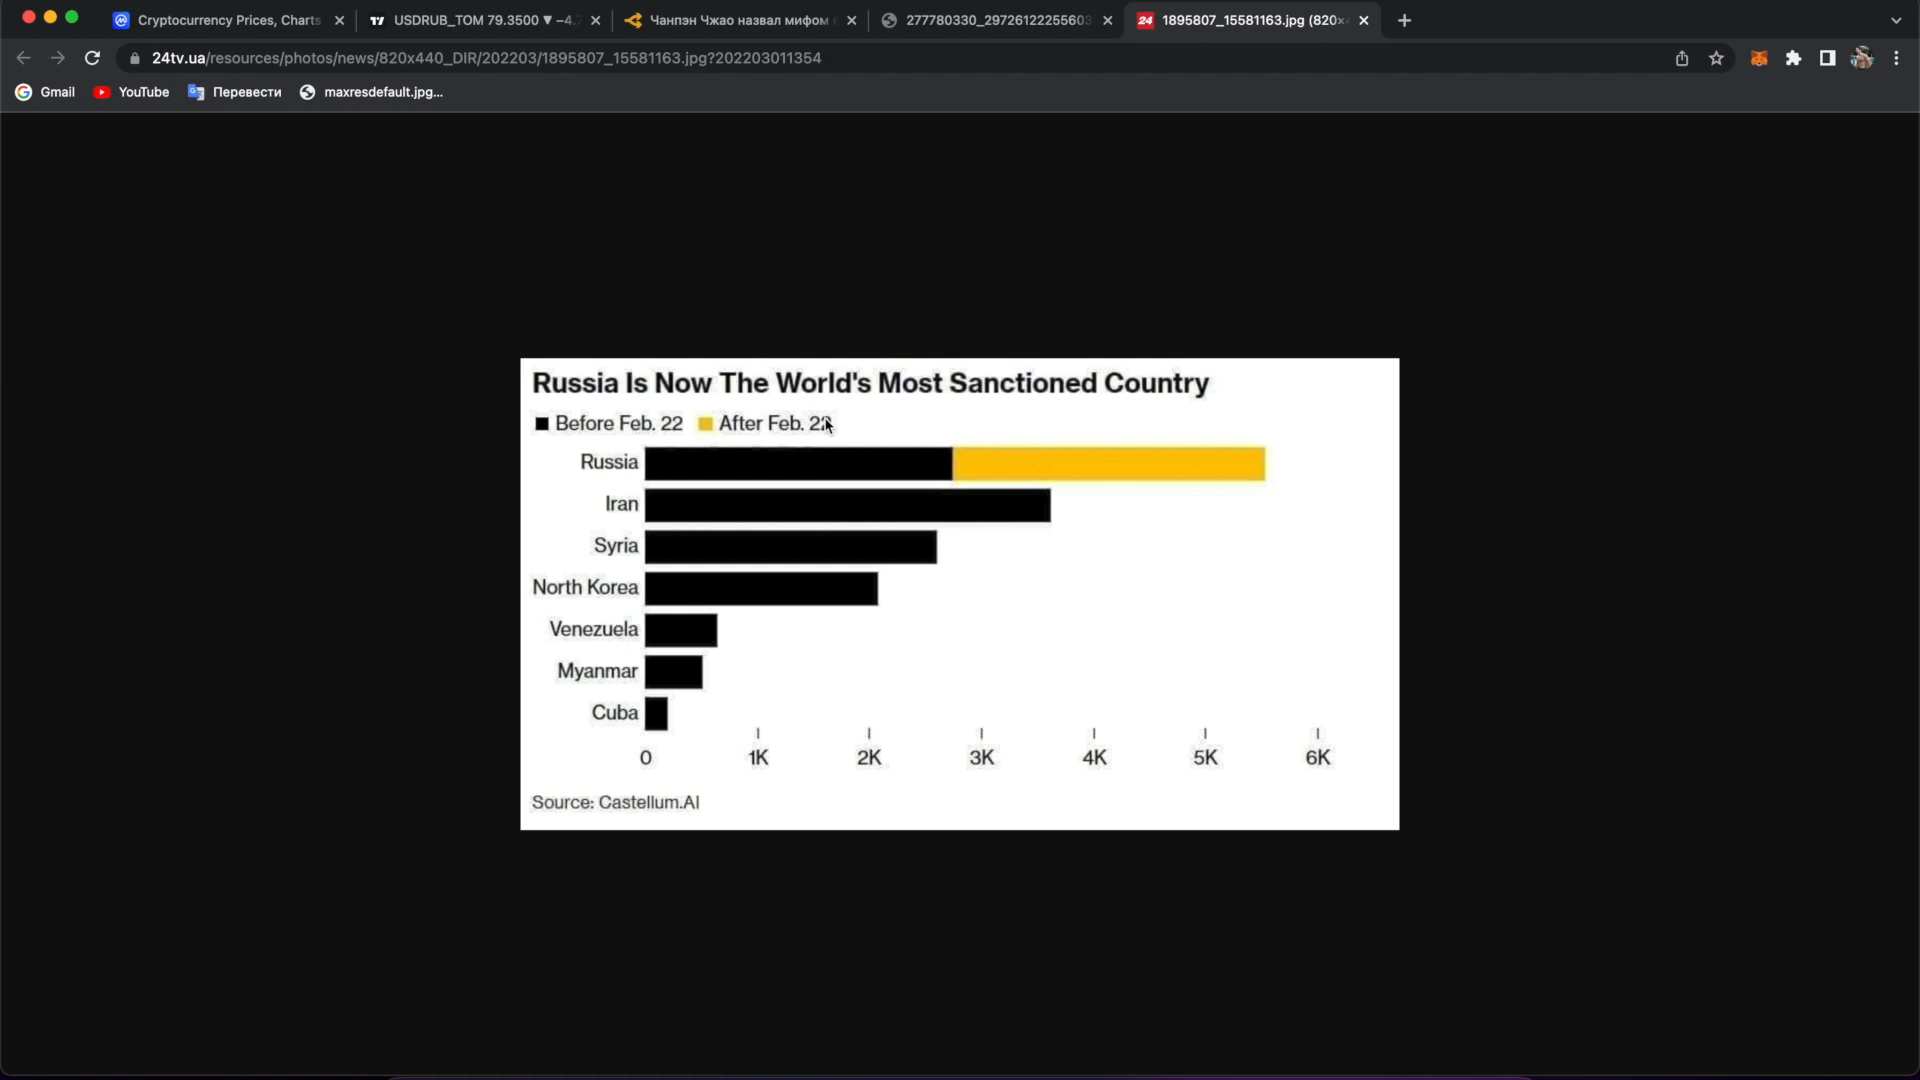 Cryptocurrency Prices, Charts
USDRUB_TOM 79.3500 ▼ −4.
Чанпэн Чжао назвал мифом
277780330_29726122255603
24 1895807_15581163.jpg (820×
24tv.ua/resources/photos/news/820x440_DIR/202203/1895807_15581163.jpg?202203011354
Gmail
YouTube
Перевести
maxresdefault.jpg...
Russia Is Now The World's Most Sanctioned Country
Before Feb. 22 After Feb. 22
Russia
Iran
Syria
North Korea
Venezuela
Myanmar
Cuba
0 1K 2K 3K 4K 5K 6K
Source: Castellum.AI